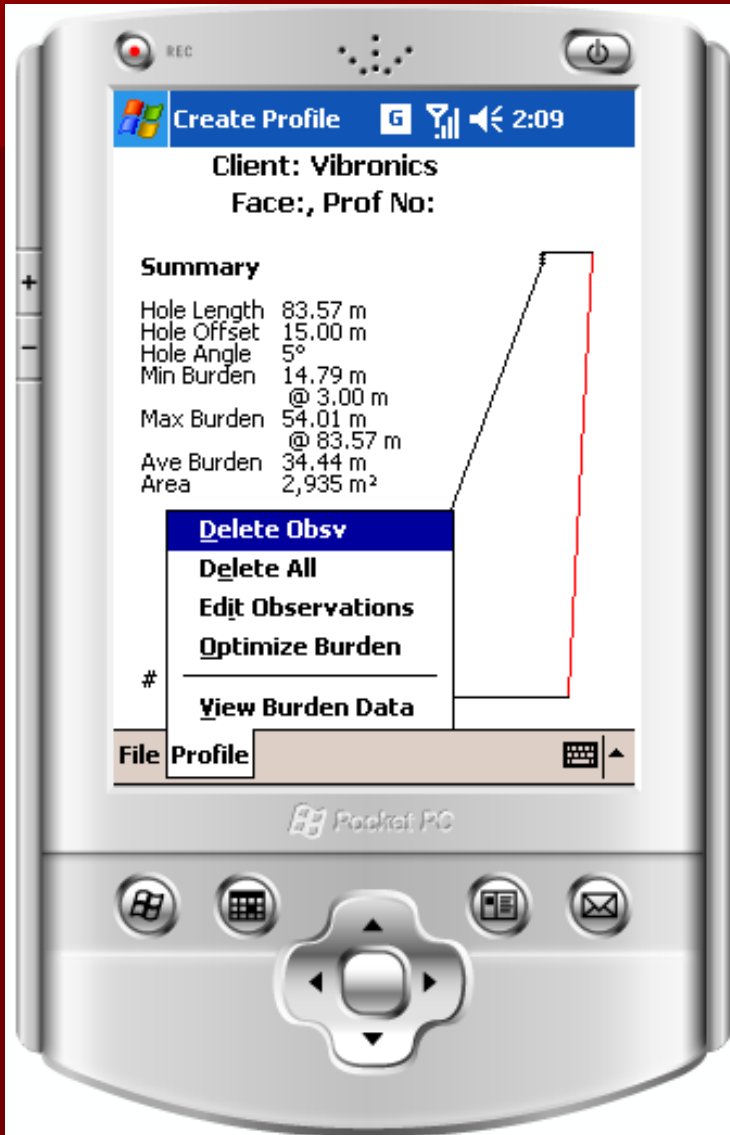 REC
Create Profile G 2:09
Client: Vibronics
Face:, Prof No:
Summary
Hole Length 83.57 m
Hole Offset 15.00 m
Hole Angle 5°
Min Burden 14.79 m
@ 3.00 m
Max Burden 54.01 m
@ 83.57 m
Ave Burden 34.44 m
Area 2,935 m²
Delete Obsv
Delete All
Edit Observations
Optimize Burden
#
View Burden Data
File Profile
Pocket PC
+
-